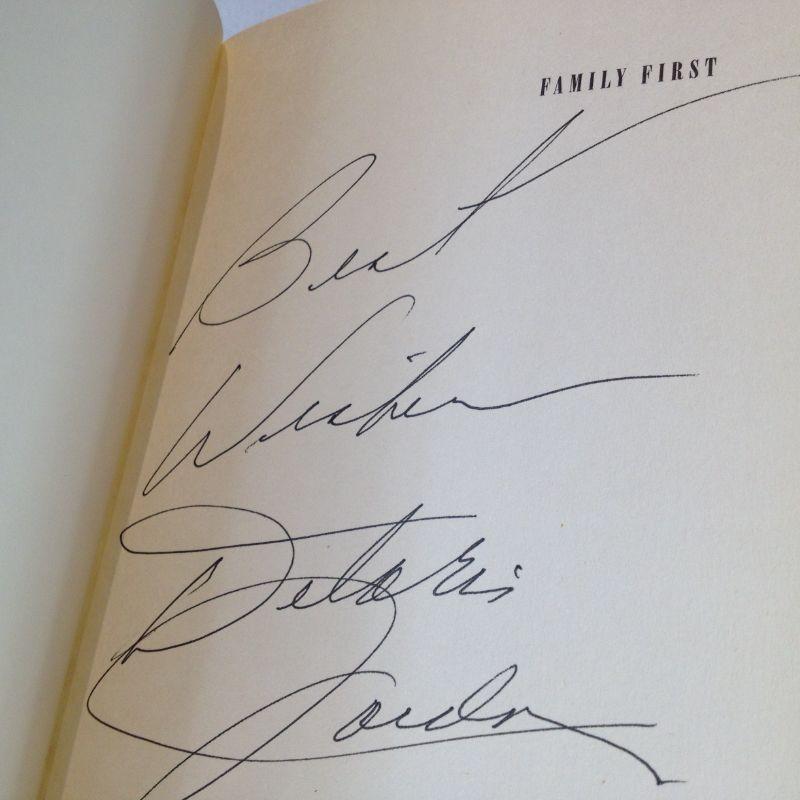 FAMILY FIRST
Best
Wishes
Deloris
Jordan